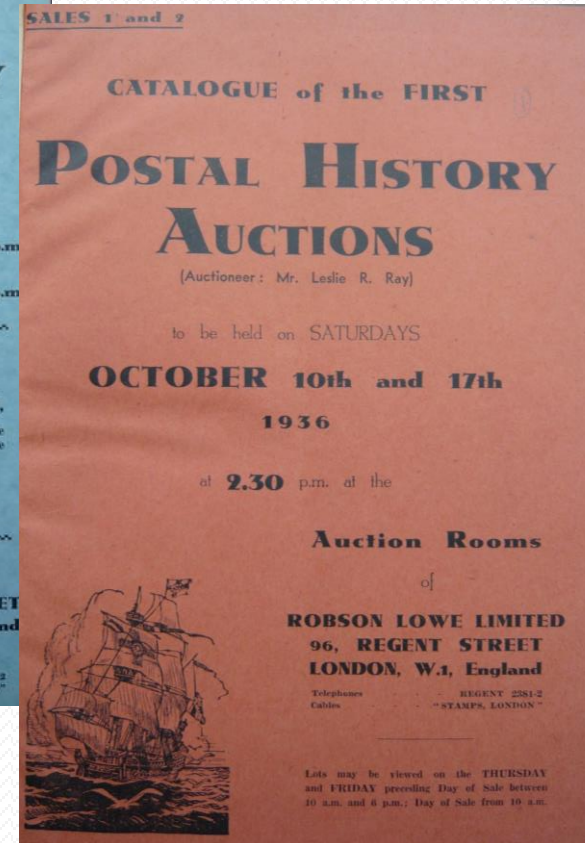 SALES 1 and 2
CATALOGUE of the FIRST
POSTAL HISTORY
AUCTIONS
(Auctioneer: Mr. Leslie R. Ray)
to be held on SATURDAYS
OCTOBER 10th and 17th
1936
at 2.30 p.m. at the
Auction Rooms
of
ROBSON LOWE LIMITED
96, REGENT STREET
LONDON, W.1, England
Telephones - - REGENT 2381-2
Cables - - "STAMPS, LONDON"
Lots may be viewed on the THURSDAY
and FRIDAY preceding Day of Sale between
10 a.m. and 6 p.m.; Day of Sale from 10 a.m.